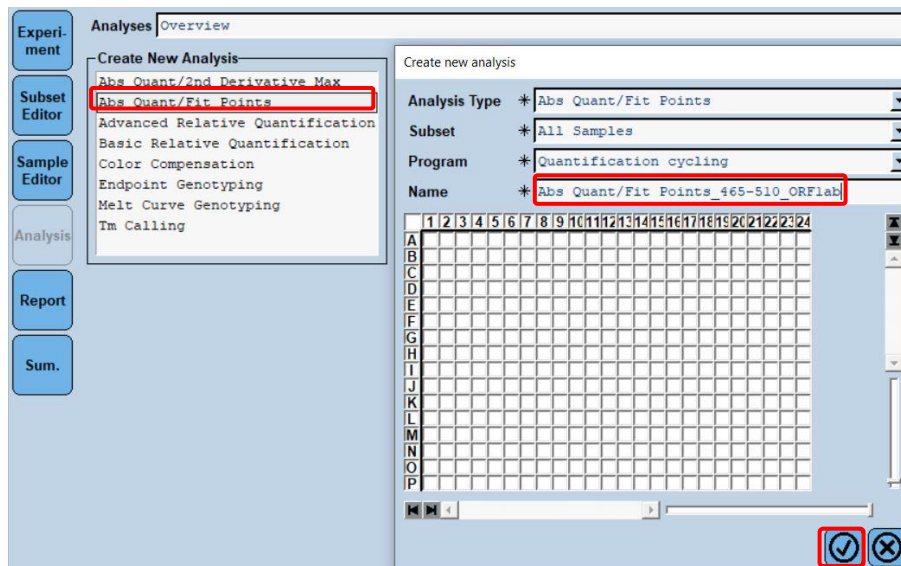 Experi-
ment
Subset
Editor
Sample
Editor
Analysis
Report
Sum.
Analyses Overview
Create New Analysis
Abs Quant/2nd Derivative Max
Abs Quant/Fit Points
Advanced Relative Quantification
Basic Relative Quantification
Color Compensation
Endpoint Genotyping
Melt Curve Genotyping
Tm Calling
Create new analysis
Analysis Type * Abs Quant/Fit Points
Subset * All Samples
Program * Quantification cycling
Name * Abs Quant/Fit Points_465-510_ORFlab
1 2 3 4 5 6 7 8 9 10 11 12 13 14 15 16 17 18 19 20 21 22 23 24
A
B
C
D
E
F
G
H
I
J
K
L
M
N
O
P